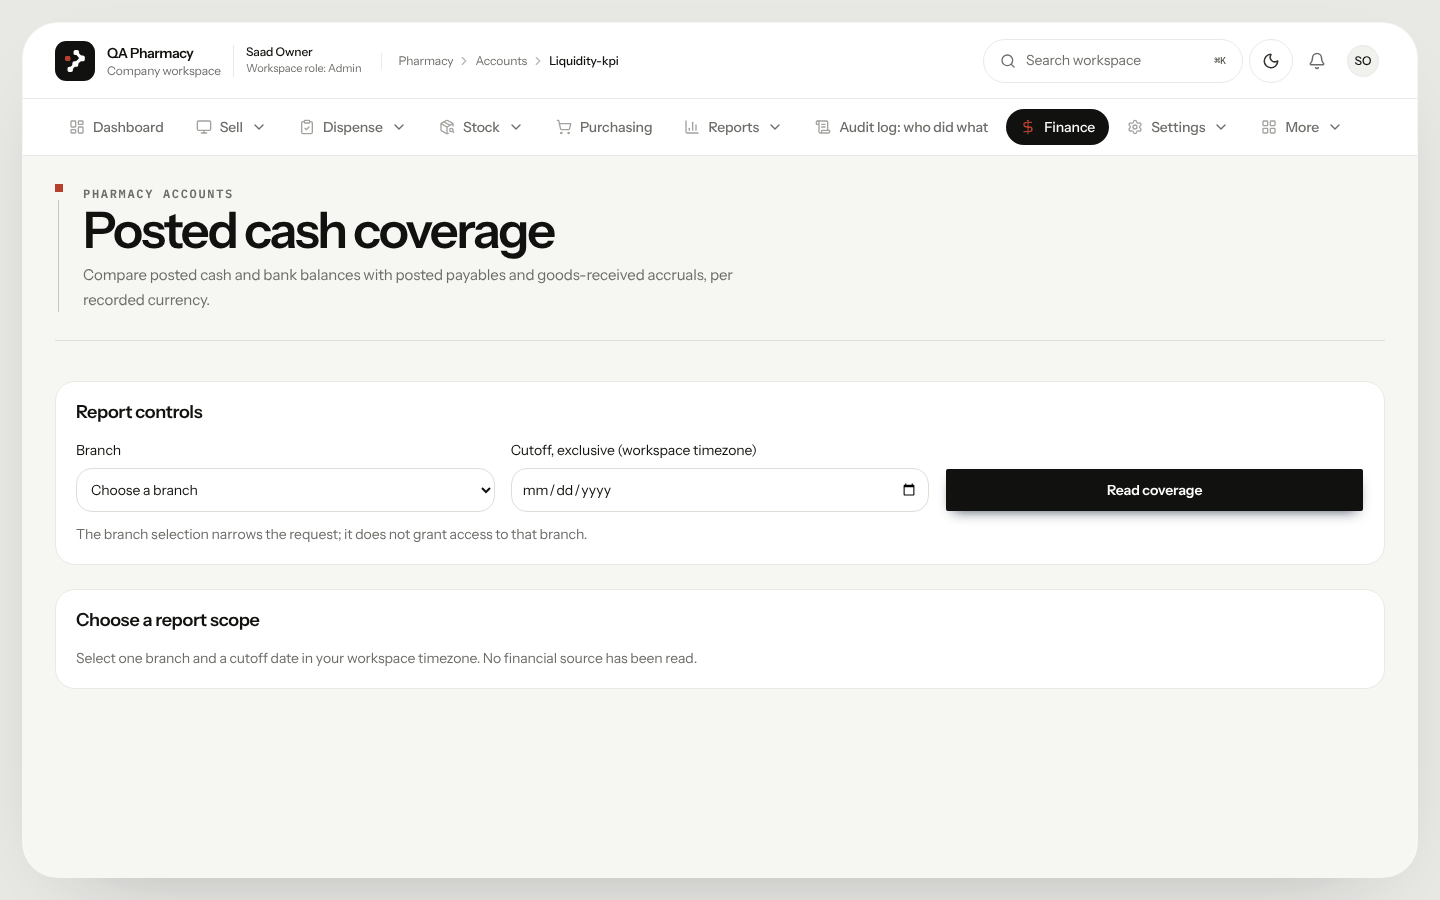 QA Pharmacy
Company workspace
Saad Owner
Workspace role: Admin
Pharmacy > Accounts > Liquidity-kpi
Search workspace
⌘K
SO
Dashboard
Sell
Dispense
Stock
Purchasing
Reports
Audit log: who did what
Finance
Settings
More
PHARMACY ACCOUNTS
Posted cash coverage
Compare posted cash and bank balances with posted payables and goods-received accruals, per
recorded currency.
Report controls
Branch
Cutoff, exclusive (workspace timezone)
Choose a branch
mm/dd/yyyy
Read coverage
The branch selection narrows the request; it does not grant access to that branch.
Choose a report scope
Select one branch and a cutoff date in your workspace timezone. No financial source has been read.